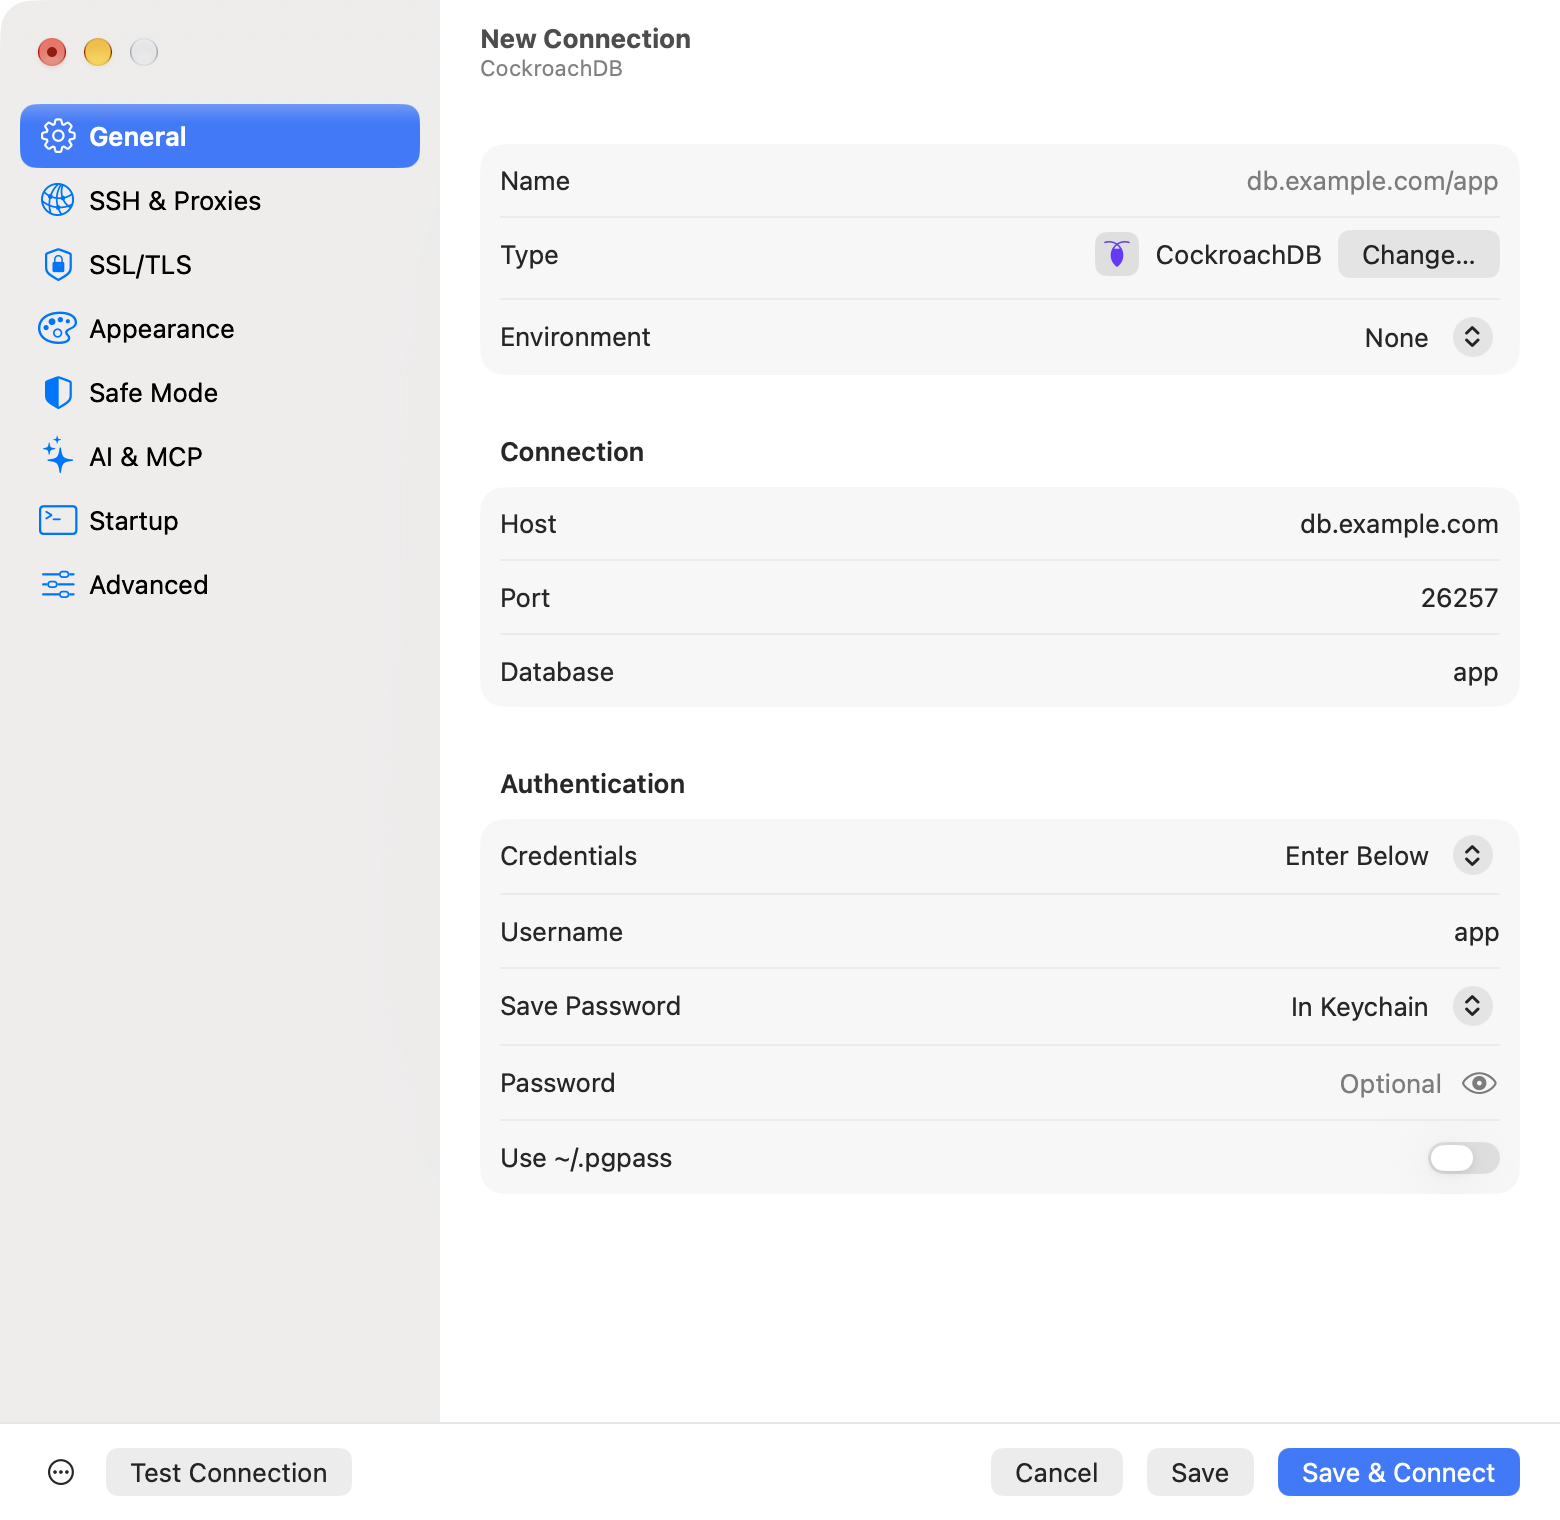 New Connection
CockroachDB
General
SSH & Proxies
SSL/TLS
Appearance
Safe Mode
AI & MCP
Startup
Advanced
Name db.example.com/app
Type CockroachDB Change...
Environment None
Connection
Host db.example.com
Port 26257
Database app
Authentication
Credentials Enter Below
Username app
Save Password In Keychain
Password Optional
Use ~/.pgpass
Test Connection Cancel Save Save & Connect